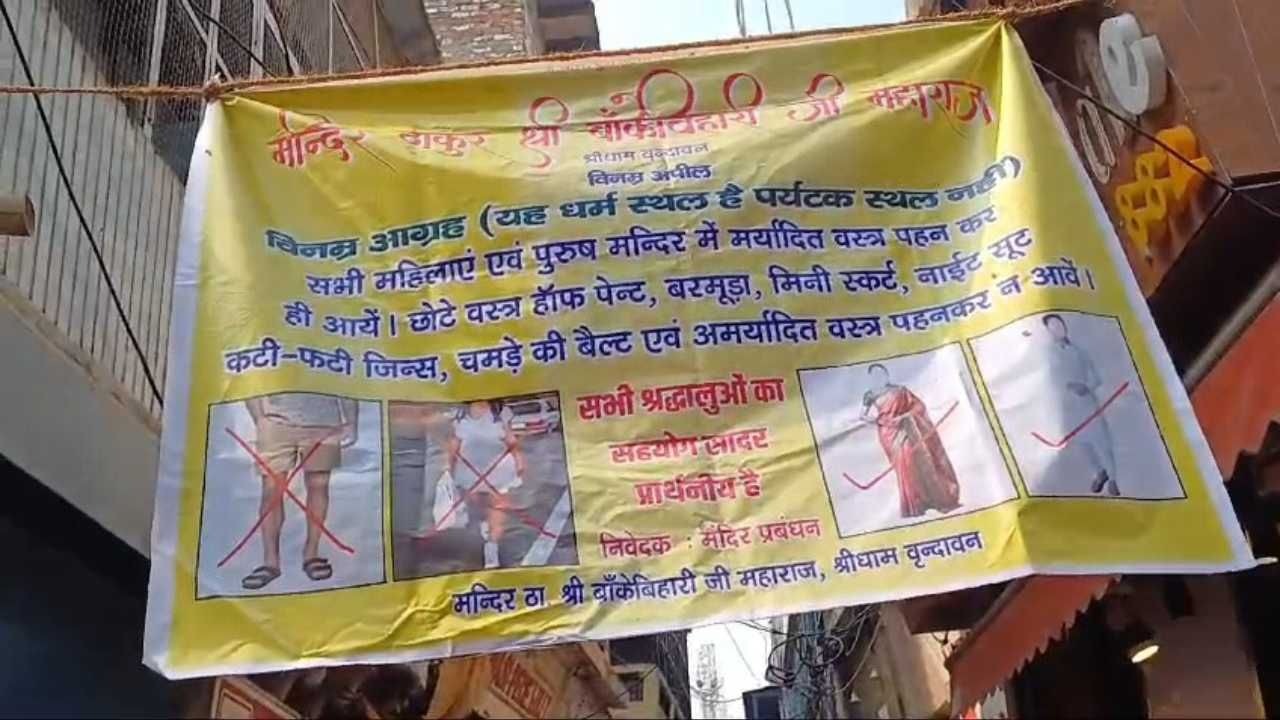 मन्दिर ठाकुर श्री बाँकेबिहारी जी महाराज
श्रीधाम वृन्दावन
विनम्र अपील
विनम्र आग्रह (यह धर्म स्थल है पर्यटक स्थल नहीं)
सभी महिलाएं एवं पुरुष मन्दिर में मर्यादित वस्त्र पहन कर
ही आयें। छोटे वस्त्र हॉफ पेन्ट, बरमूडा, मिनी स्कर्ट, नाईट सूट
कटी-फटी जिन्स, चमड़े की बैल्ट एवं अमर्यादित वस्त्र पहनकर न आवें।
सभी श्रद्धालुओं का
सहयोग सादर
प्रार्थनीय है
निवेदक : मंदिर प्रबंधन
मन्दिर ठा श्री बाँकेबिहारी जी महाराज, श्रीधाम वृन्दावन